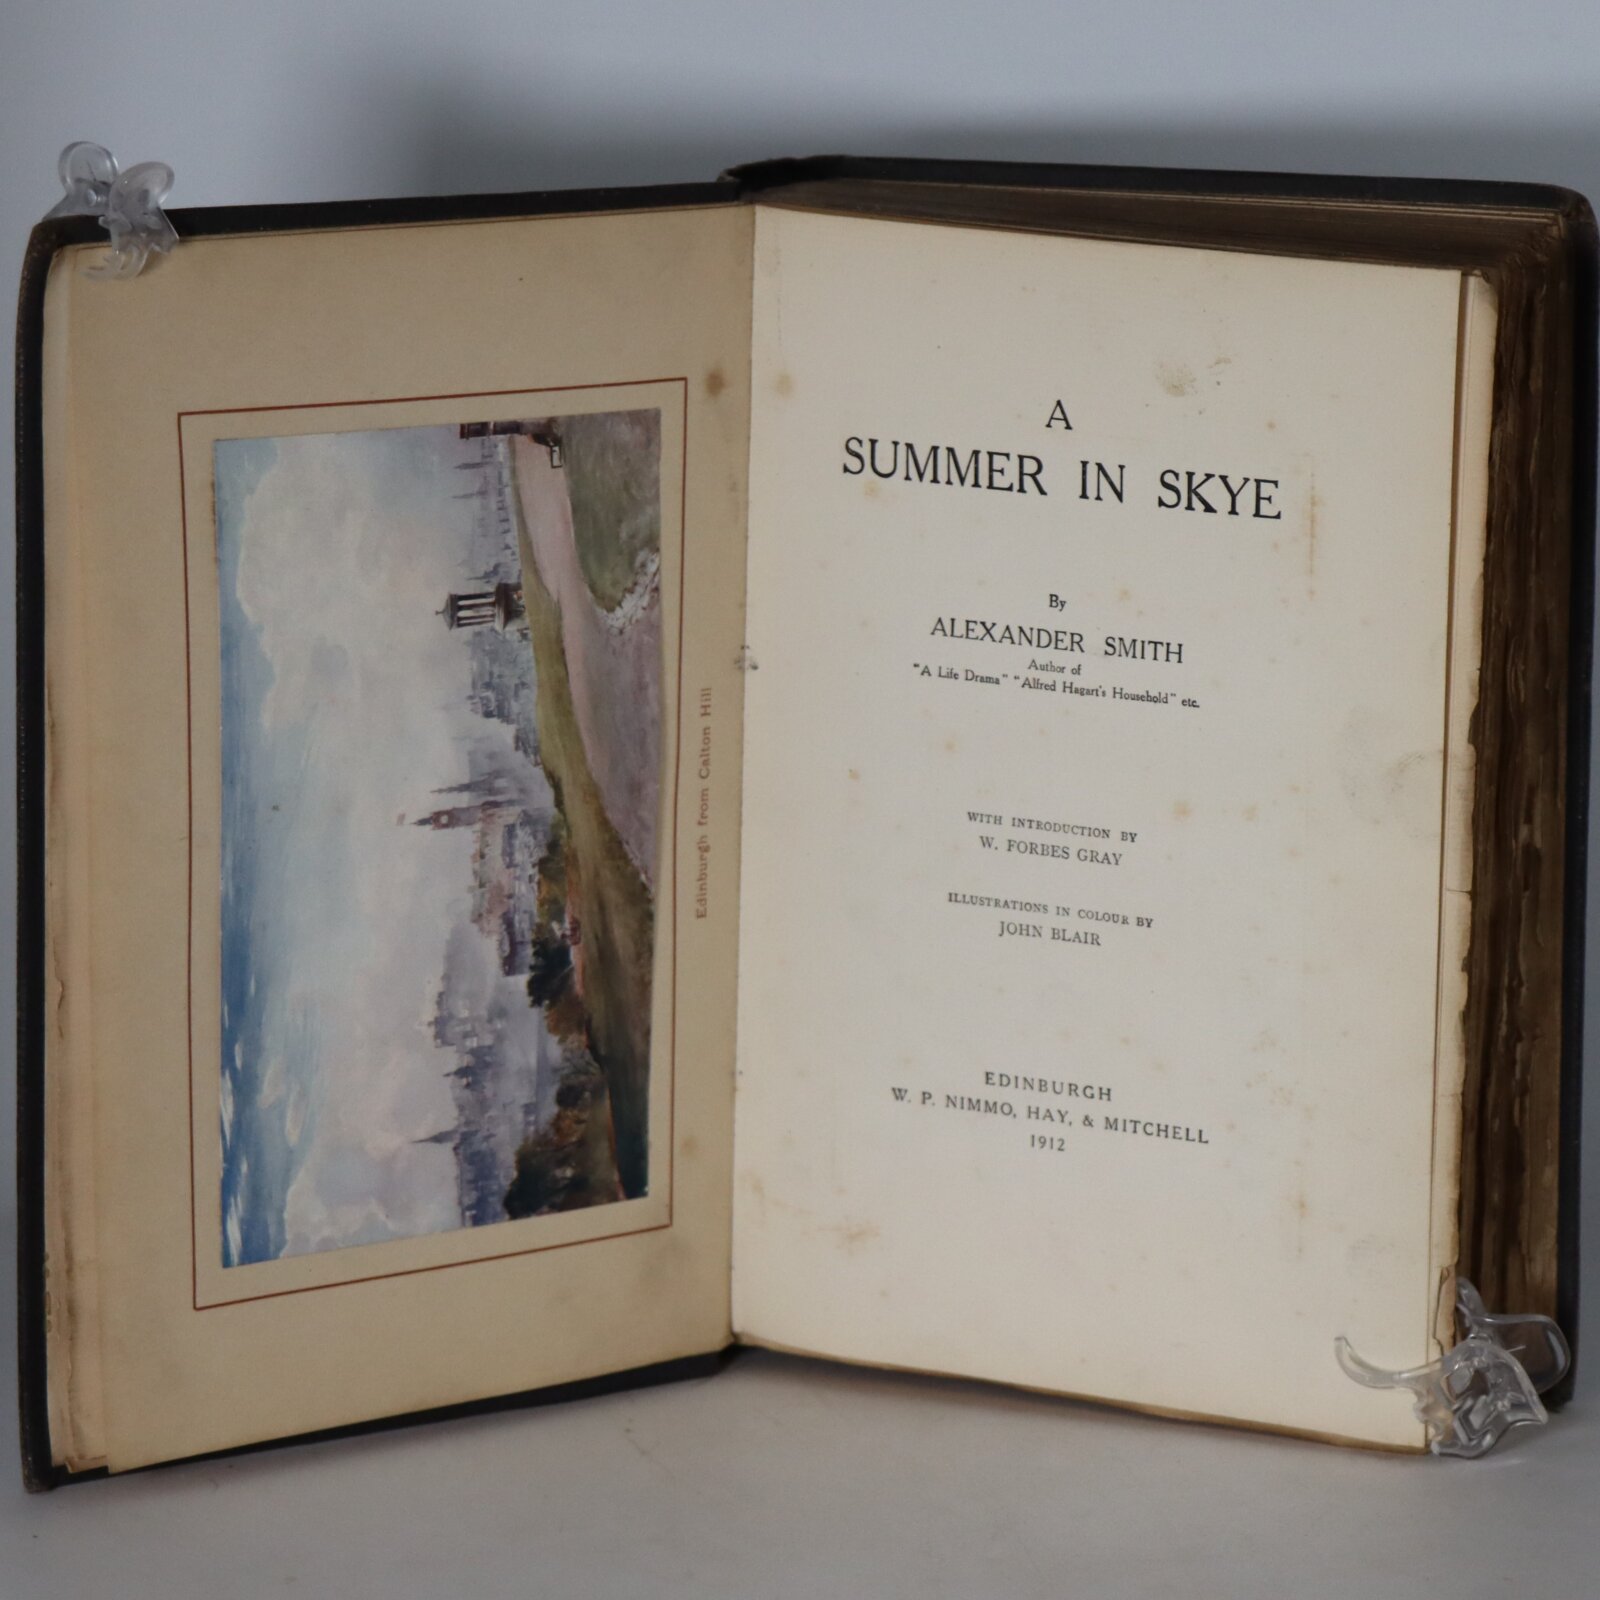 Edinburgh from Calton Hill
A
SUMMER IN SKYE
By
ALEXANDER SMITH
Author of
"A Life Drama" "Alfred Hagart's Household" etc.
WITH INTRODUCTION BY
W. FORBES GRAY
ILLUSTRATIONS IN COLOUR BY
JOHN BLAIR
EDINBURGH
W. P. NIMMO, HAY, & MITCHELL
1912